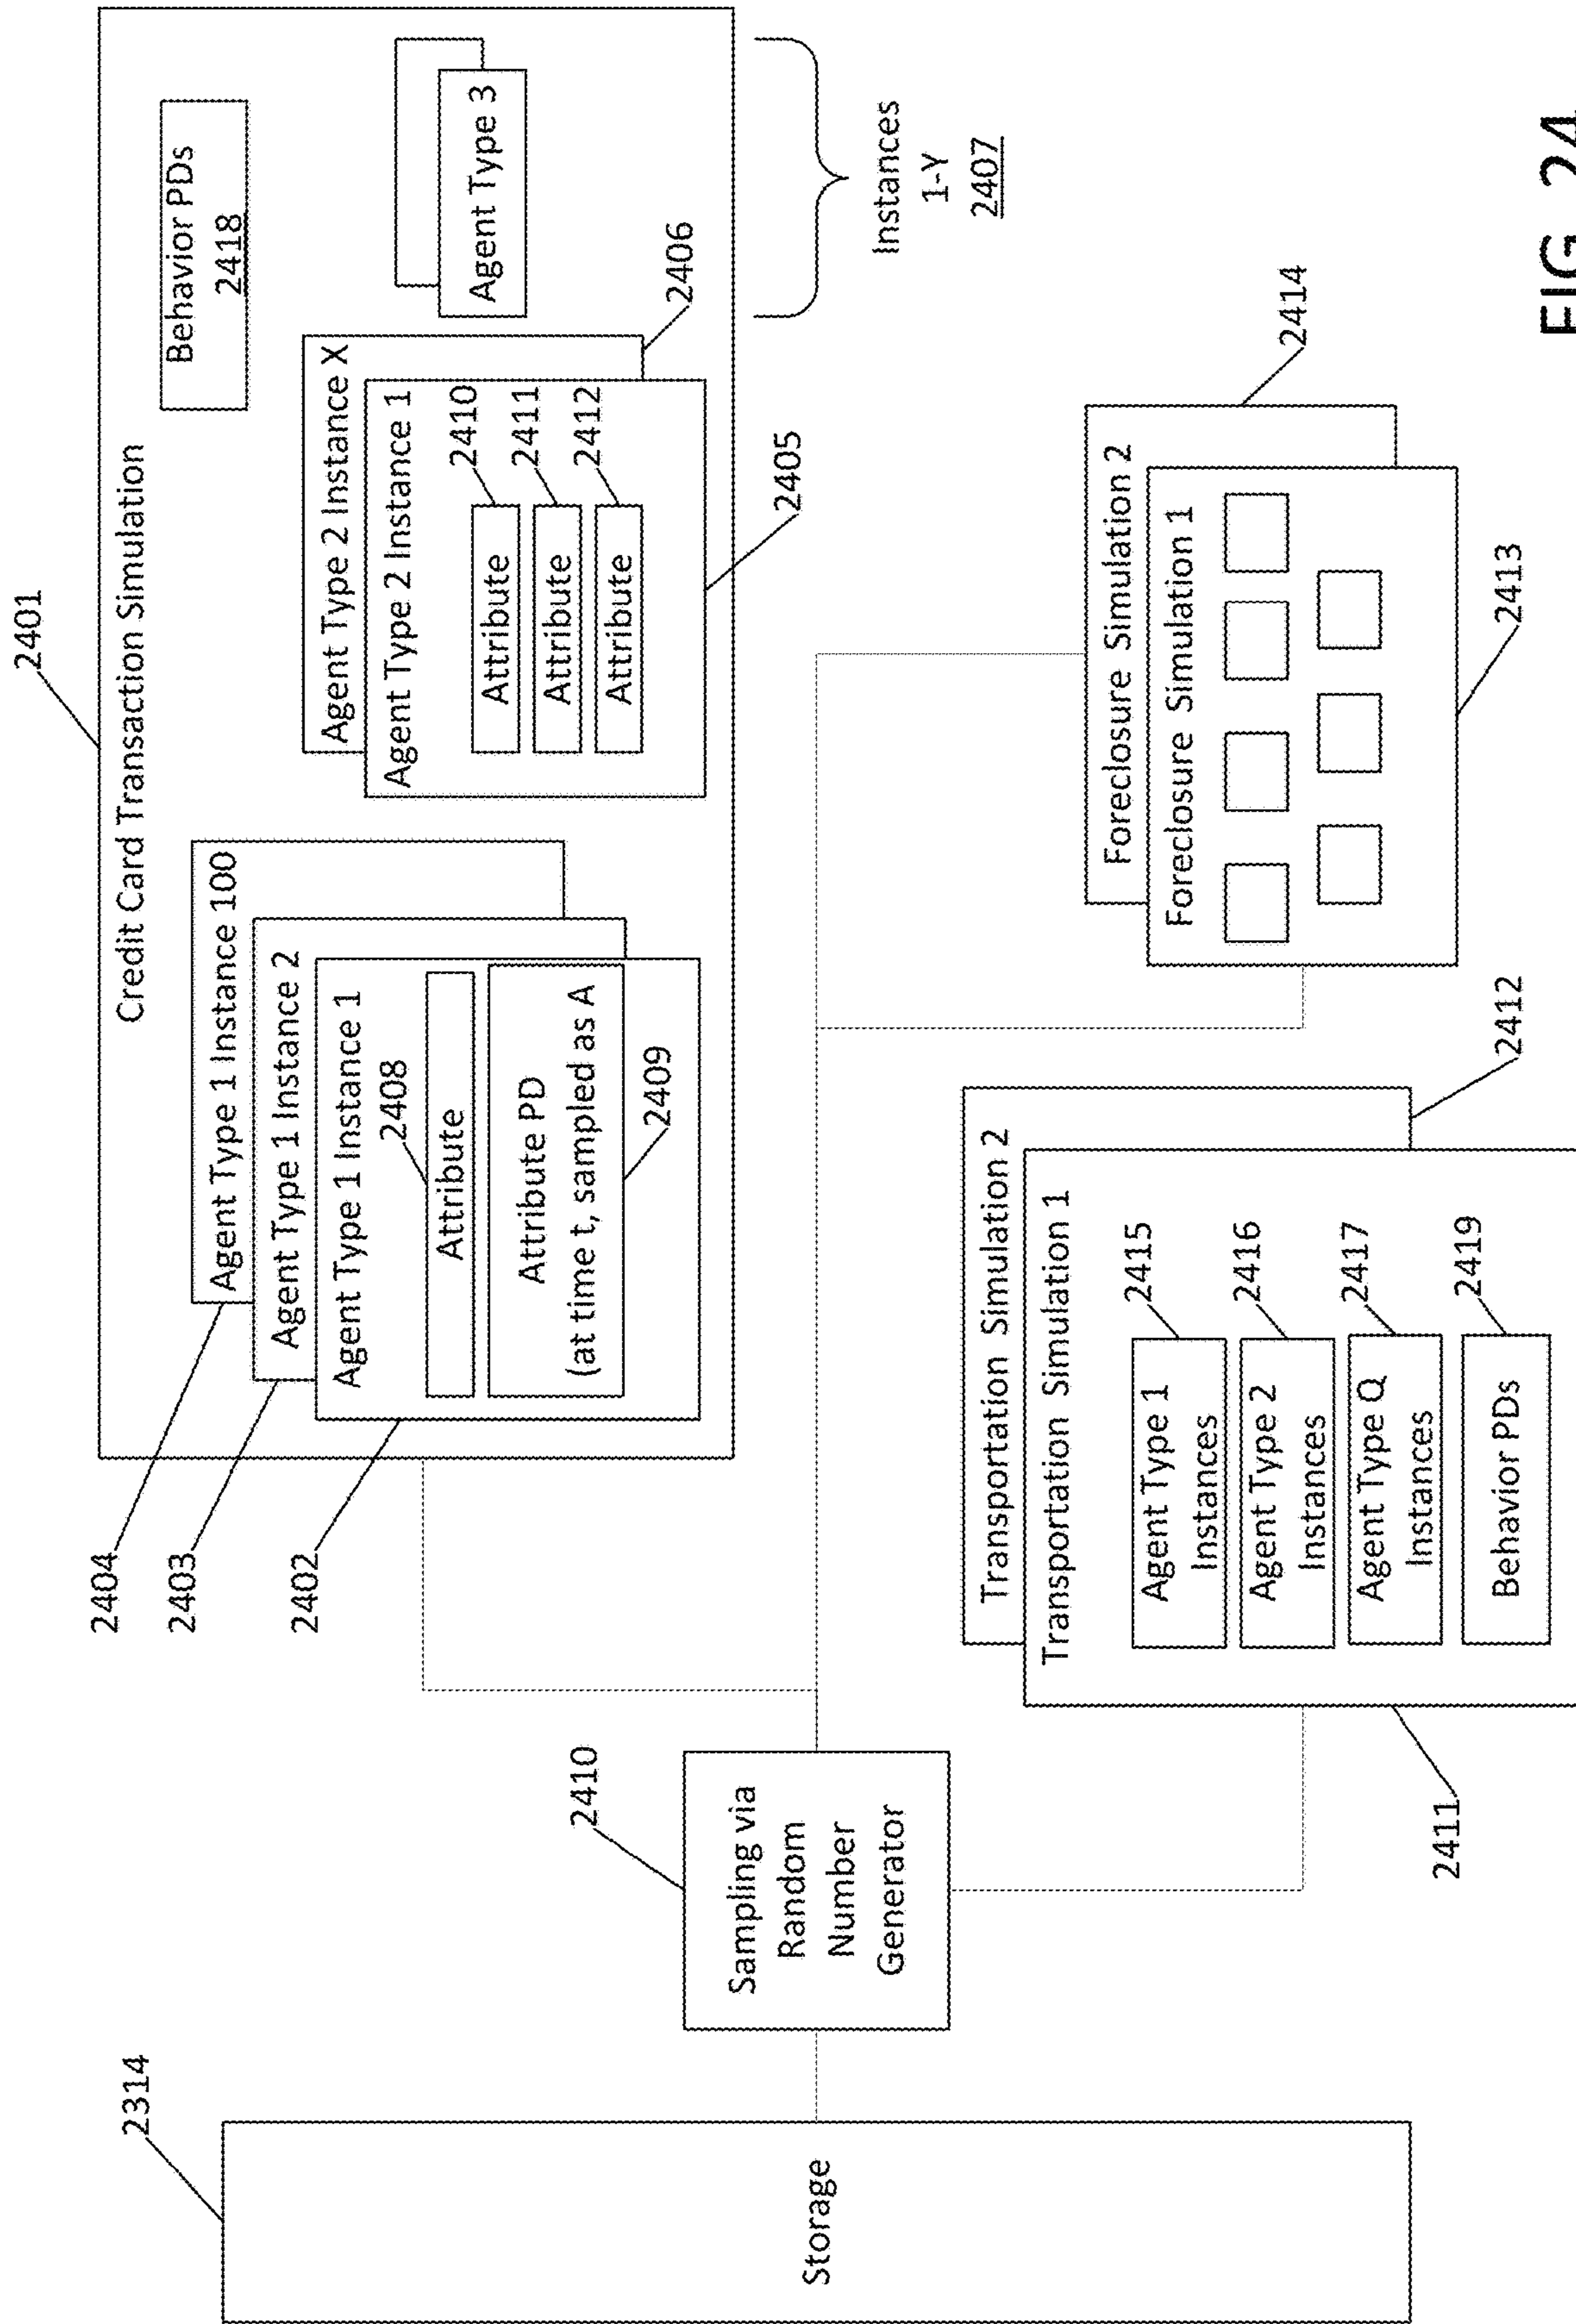 2314
Storage
2410
Sampling via
Random
Number
Generator
2401
Credit Card Transaction Simulation
2404
2403
2402
Agent Type 1 Instance 100
Agent Type 1 Instance 2
Agent Type 1 Instance 1
2408
Attribute
Attribute PD
(at time t, sampled as A
2409
Agent Type 2 Instance X
Agent Type 2 Instance 1
Attribute
2410
Attribute
2411
Attribute
2412
2405
2406
Behavior PDs
2418
Agent Type 3
Instances
1-Y
2407
Transportation Simulation 2
Transportation Simulation 1
Agent Type 1
Instances
2415
Agent Type 2
Instances
2416
Agent Type Q
Instances
2417
Behavior PDs
2419
2411
2412
Foreclosure Simulation 2
Foreclosure Simulation 1
2413
2414
FIG. 24